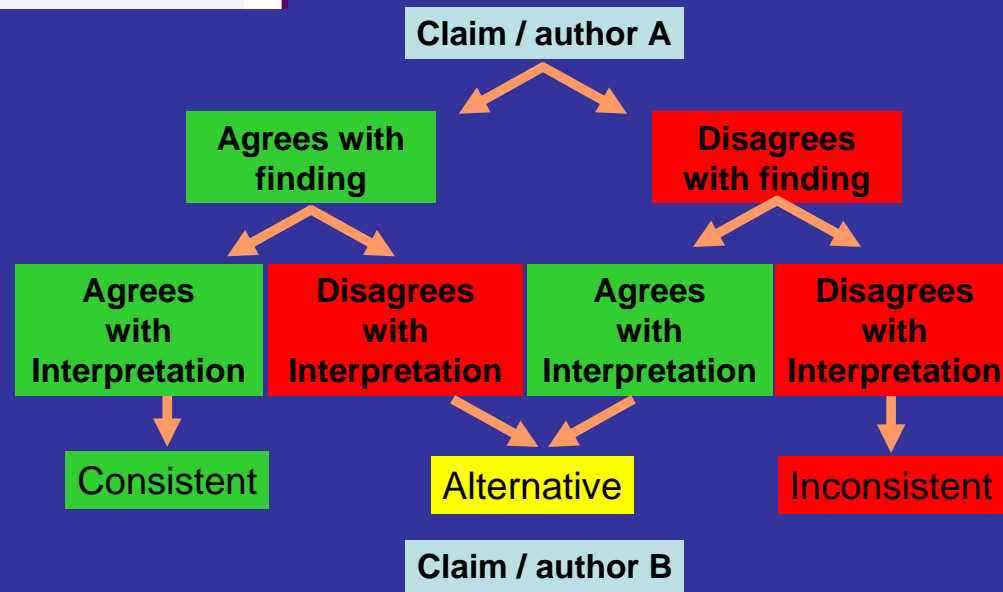 Claim / author A
Agrees with
finding
Disagrees
with finding
Agrees
with
Interpretation
Disagrees
with
Interpretation
Agrees
with
Interpretation
Disagrees
with
Interpretation
Consistent
Alternative
Inconsistent
Claim / author B